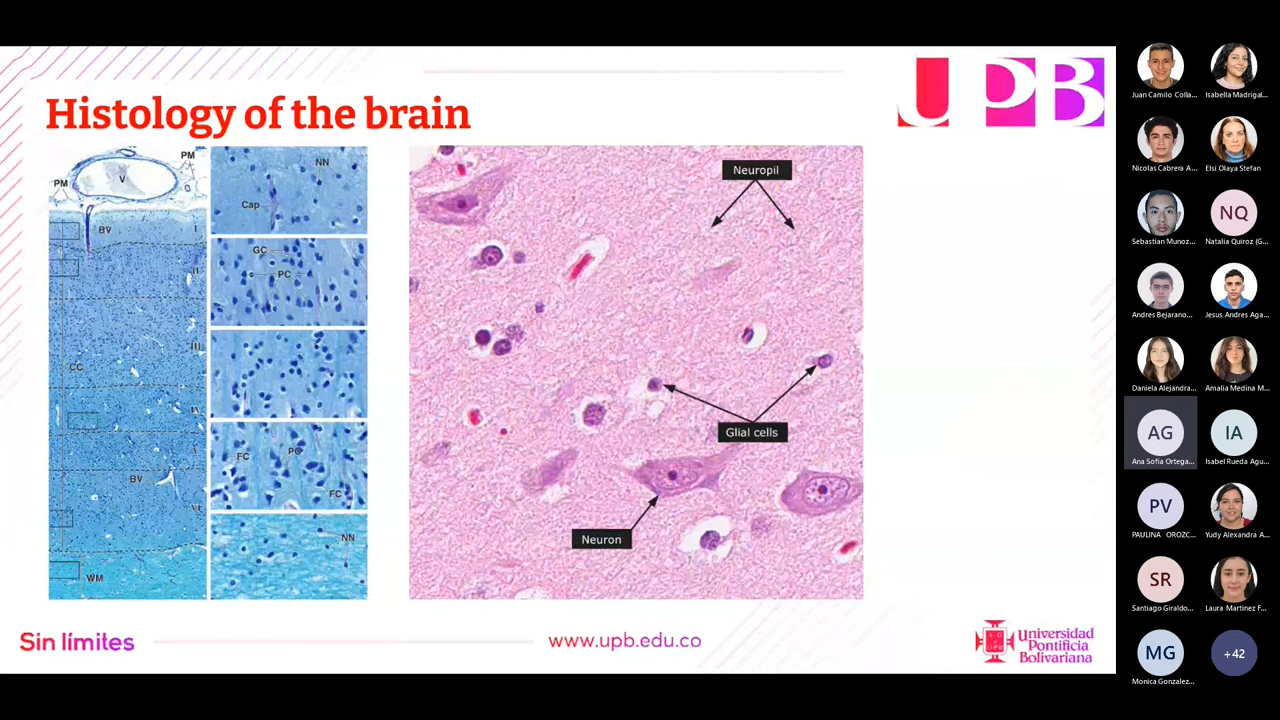 UPB
Histology of the brain
PM
PM
V
BV
I
II
III
CC
IV
V
BV
VI
WM
NN
Cap
GC
PC
FC
PC
FC
NN
Neuropil
Glial cells
Neuron
Sin límites
www.upb.edu.co
Universidad
Pontificia
Bolivariana
Juan Camilo Colla...
Isabella Madrigal...
Nicolas Cabrera A...
Elsi Olaya Stefan
Sebastian Munoz...
NQ
Natalia Quiroz (G...
Andres Bejarano...
Jesus Andres Aga...
Daniela Alejandra...
Amalia Medina M...
AG
Ana Sofia Ortega...
IA
Isabel Rueda Agu...
PV
PAULINA OROZC...
Yudy Alexandra A...
SR
Santiago Giraldo...
Laura Martinez F...
MG
Monica Gonzalez...
+42